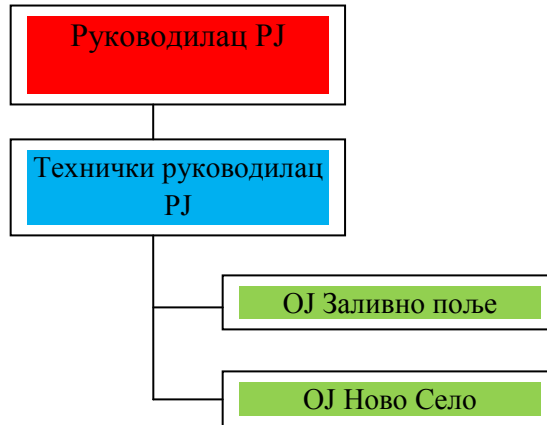 Руководилац РЈ
Технички руководилац
РЈ
ОЈ Заливно поље
ОЈ Ново Село